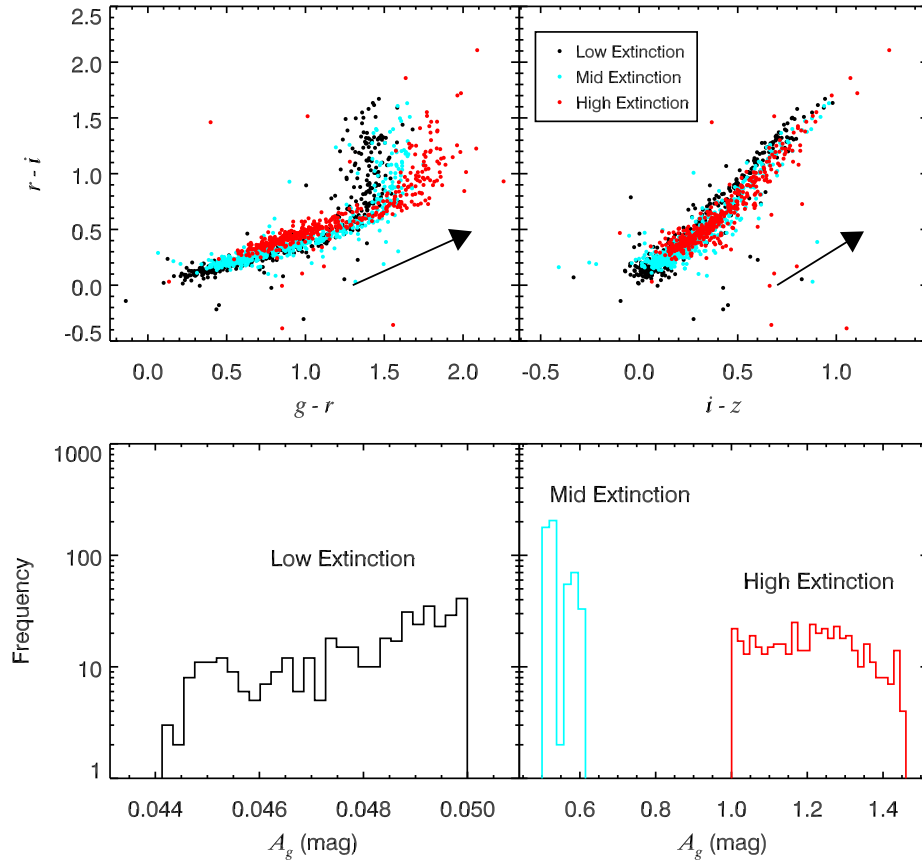 2.5
2.0
1.5
1.0
0.5
0.0
-0.5
r - i
0.0 0.5 1.0 1.5 2.0
g - r
Low Extinction
Mid Extinction
High Extinction
-0.5 0.0 0.5 1.0
i - z
1000
100
10
1
Frequency
Low Extinction
0.044 0.046 0.048 0.050
A_g (mag)
Mid Extinction
High Extinction
0.6 0.8 1.0 1.2 1.4
A_g (mag)